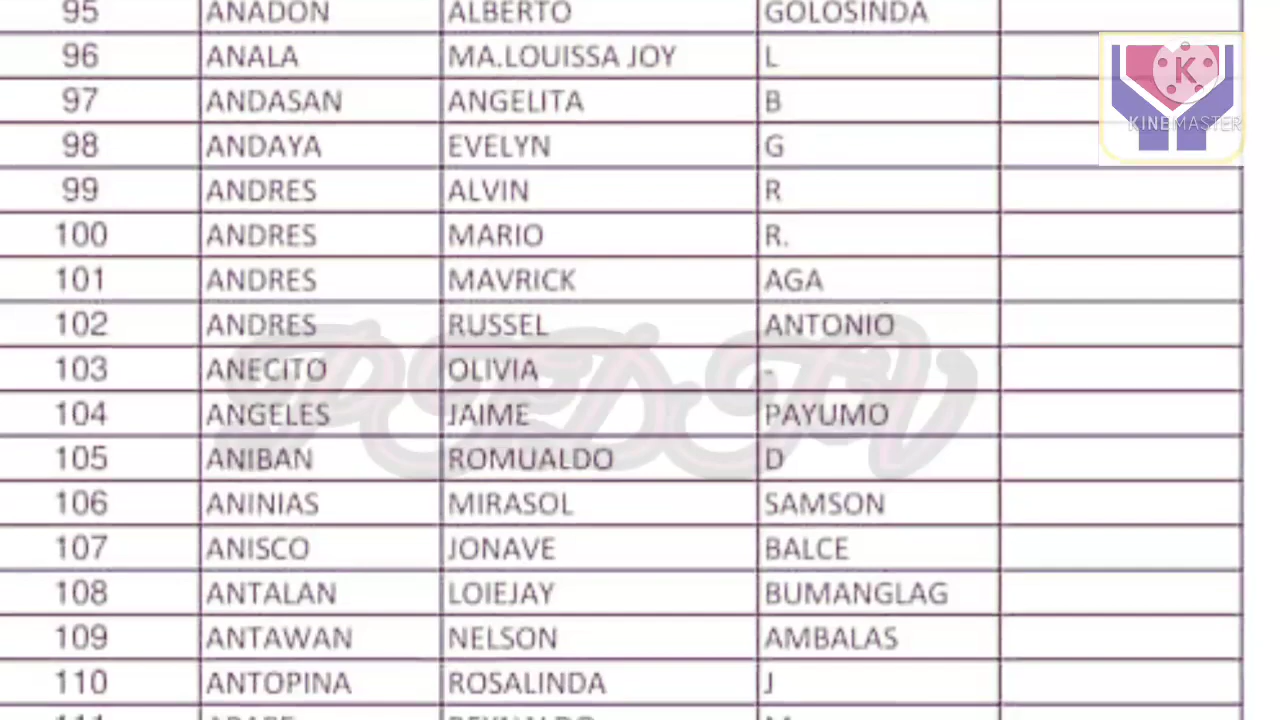 95 ANADON ALBERTO GOLOSINDA
96 ANALA MA.LOUISSA JOY L
97 ANDASAN ANGELITA B
98 ANDAYA EVELYN G
99 ANDRES ALVIN R
100 ANDRES MARIO R.
101 ANDRES MAVRICK AGA
102 ANDRES RUSSEL ANTONIO
103 ANECITO OLIVIA -
104 ANGELES JAIME PAYUMO
105 ANIBAN ROMUALDO D
106 ANINIAS MIRASOL SAMSON
107 ANISCO JONAVE BALCE
108 ANTALAN LOIEJAY BUMANGLAG
109 ANTAWAN NELSON AMBALAS
110 ANTOPINA ROSALINDA J
K
KINEMASTER